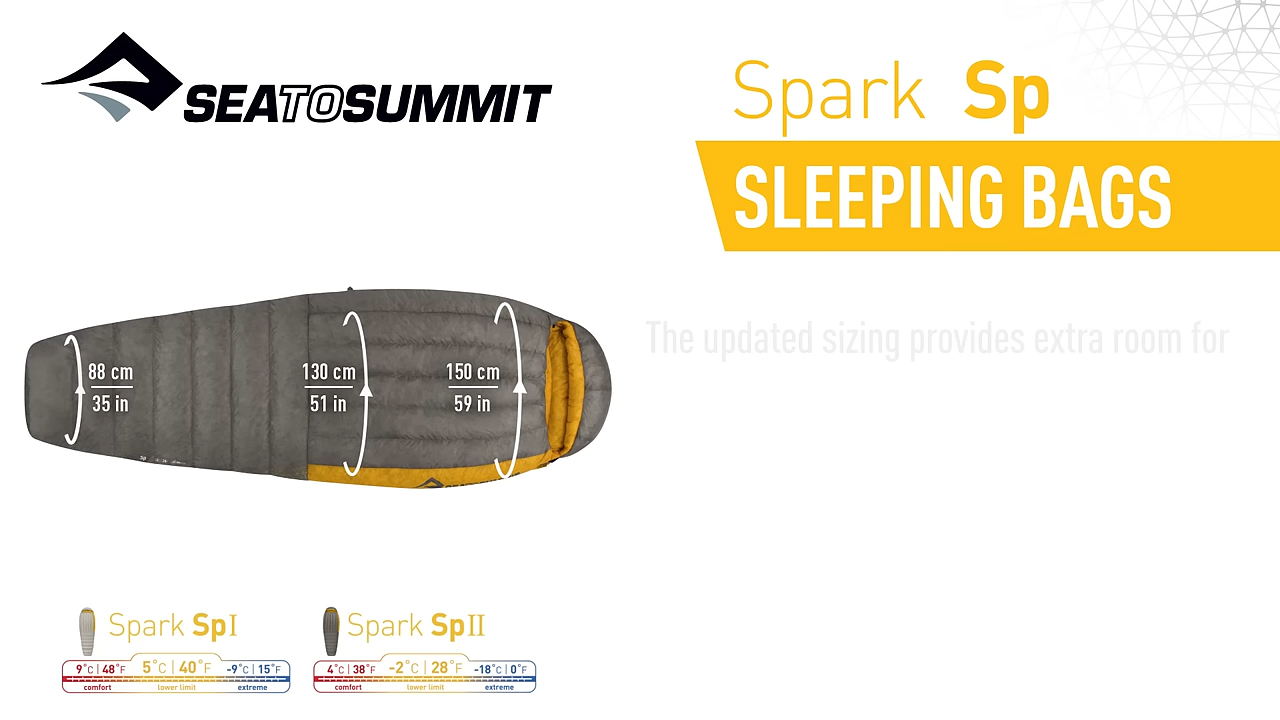 SEATOSUMMIT
Spark Sp
SLEEPING BAGS
The updated sizing provides extra room for
88 cm
35 in
130 cm
51 in
150 cm
59 in
Spark SpI
9°C | 48°F 5°C | 40°F -9°C | 15°F
comfort lower limit extreme
Spark SpII
4°C | 38°F -2°C | 28°F -18°C | 0°F
comfort lower limit extreme